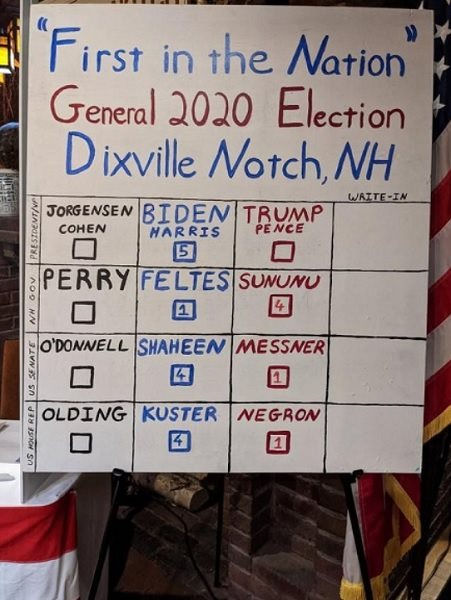 "First in the Nation"
General 2020 Election
Dixville Notch, NH
WRITE-IN
PRESIDENT/VP
JORGENSEN
COHEN
BIDEN
HARRIS
5
TRUMP
PENCE
NH GOV
PERRY
FELTES
1
SUNUNU
4
US SENATE
O'DONNELL
SHAHEEN
4
MESSNER
1
US HOUSE REP
OLDING
KUSTER
4
NEGRON
1